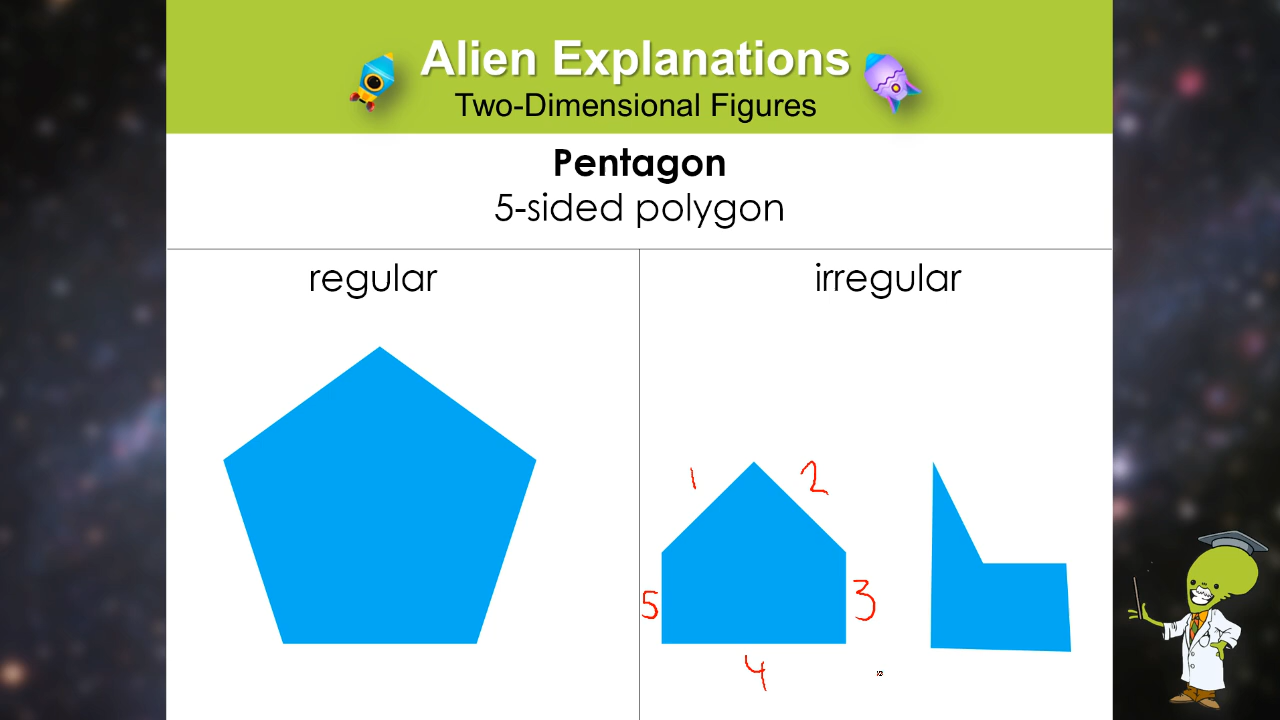 Alien Explanations
Two-Dimensional Figures
Pentagon
5-sided polygon
regular
irregular
1
2
5
3
4